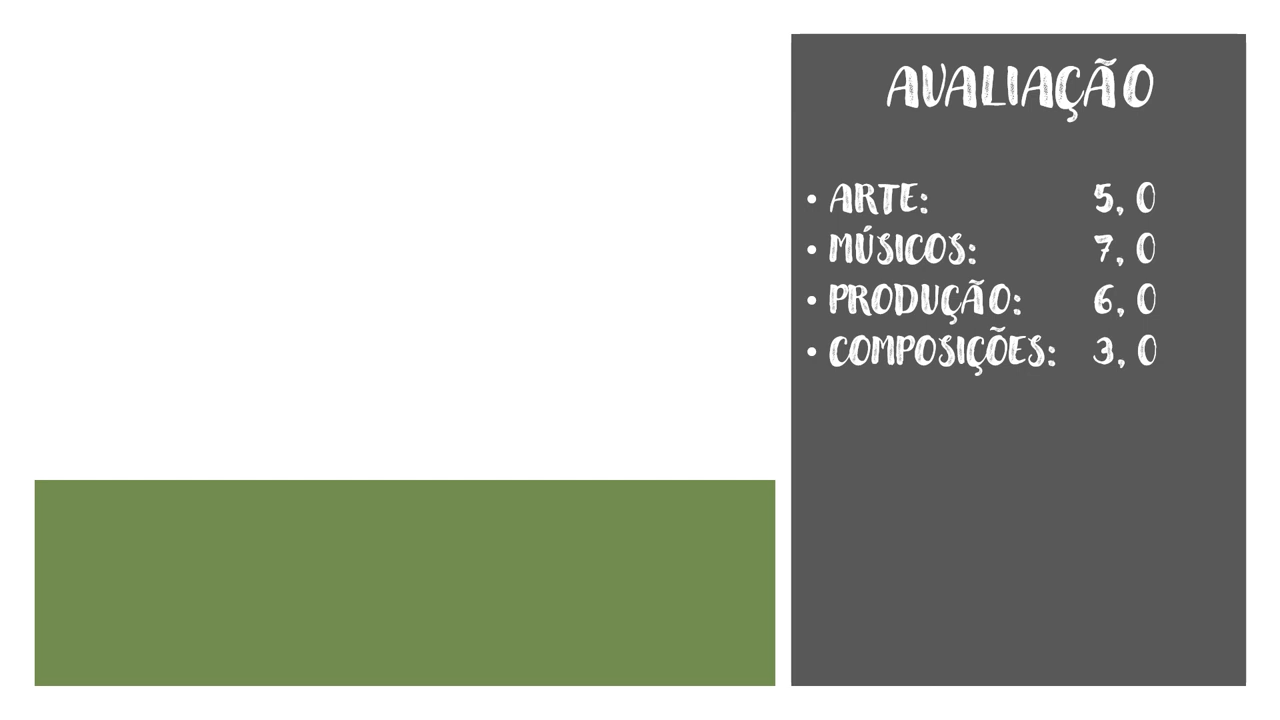 AVALIAÇÃO
• ARTE: 5, 0
• MÚSICOS: 7, 0
• PRODUÇÃO: 6, 0
• COMPOSIÇÕES: 3, 0